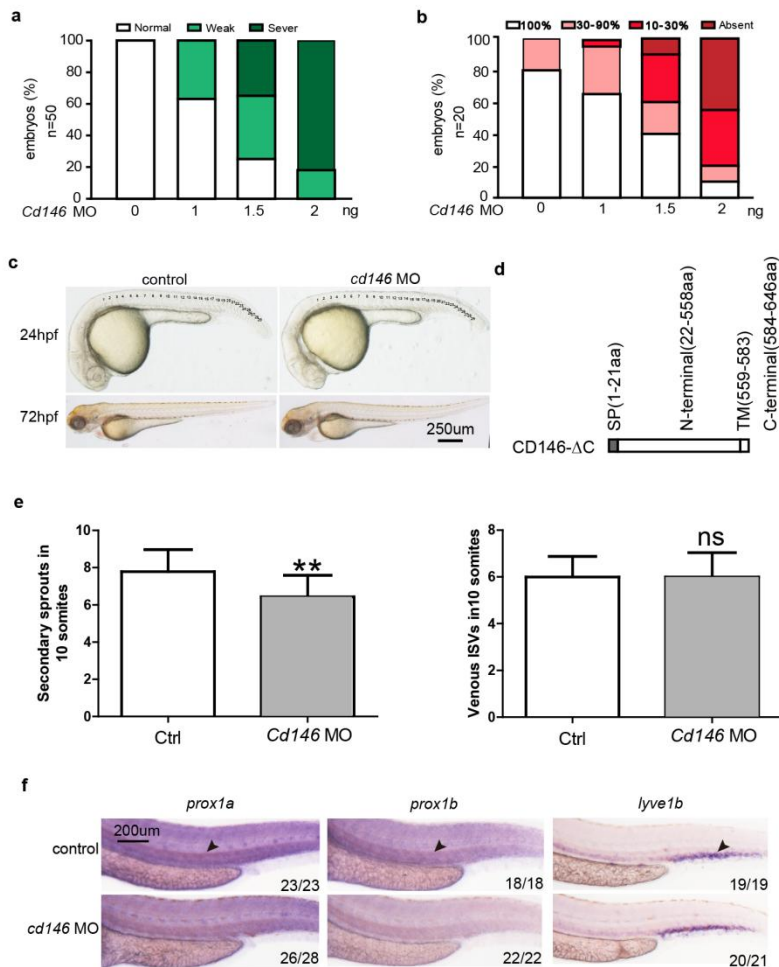 a
Normal Weak Sever
embryos (%)
n=50
100
80
60
40
20
0
Cd146 MO 0 1 1.5 2 ng
b
100% 30-90% 10-30% Absent
embryos (%)
n=20
100
80
60
40
20
0
Cd146 MO 0 1 1.5 2 ng
c
control cd146 MO
24hpf
72hpf
250um
d
SP(1-21aa)
N-terminal(22-558aa)
TM(559-583)
C-terminal(584-646aa)
CD146-ΔC
e
Secondary sprouts in
10 somites
10
8
6
4
2
0
**
Ctrl Cd146 MO
Venous ISVs in10 somites
8
6
4
2
0
ns
Ctrl Cd146 MO
f
prox1a prox1b lyve1b
200um
control
23/23 18/18 19/19
cd146 MO
26/28 22/22 20/21